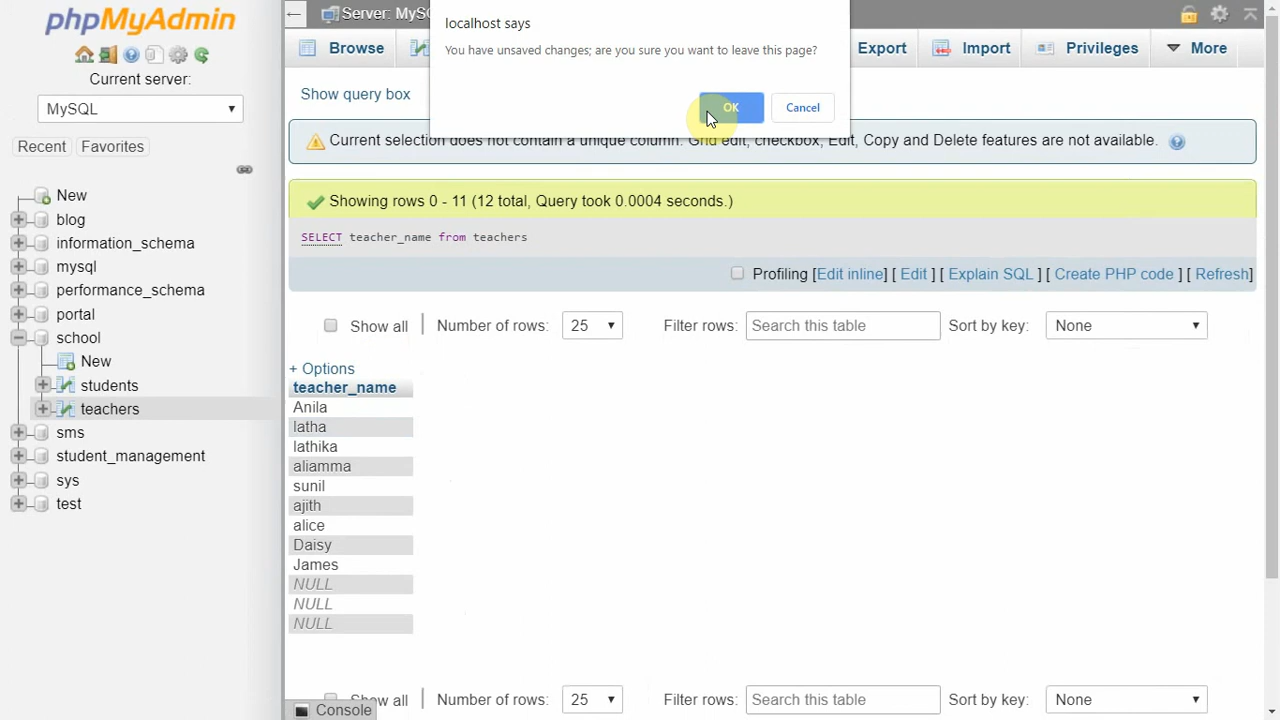 phpMyAdmin
Current server:
MySQL
Recent Favorites
New
blog
information_schema
mysql
performance_schema
portal
school
New
students
teachers
sms
student_management
sys
test
Server: MySQ
Browse
Export
Import
Privileges
More
localhost says
You have unsaved changes; are you sure you want to leave this page?
OK
Cancel
Show query box
Current selection does not contain a unique column. Grid edit, checkbox, Edit, Copy and Delete features are not available.
Showing rows 0 - 11 (12 total, Query took 0.0004 seconds.)
SELECT teacher_name from teachers
Profiling [Edit inline] [ Edit ] [ Explain SQL ] [ Create PHP code ] [ Refresh]
Show all Number of rows: 25 Filter rows: Search this table Sort by key: None
+ Options
teacher_name
Anila
latha
lathika
aliamma
sunil
ajith
alice
Daisy
James
NULL
NULL
NULL
Show all Number of rows: 25 Filter rows: Search this table Sort by key: None
Console